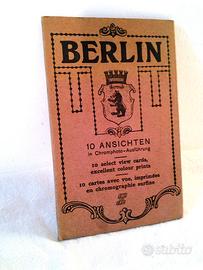 BERLIN
10 ANSICHTEN
in Chromphoto-Ausführung
10 select view cards,
excellent colour prints
10 cartes avec vue, imprimées
en chromographie surfine
subito